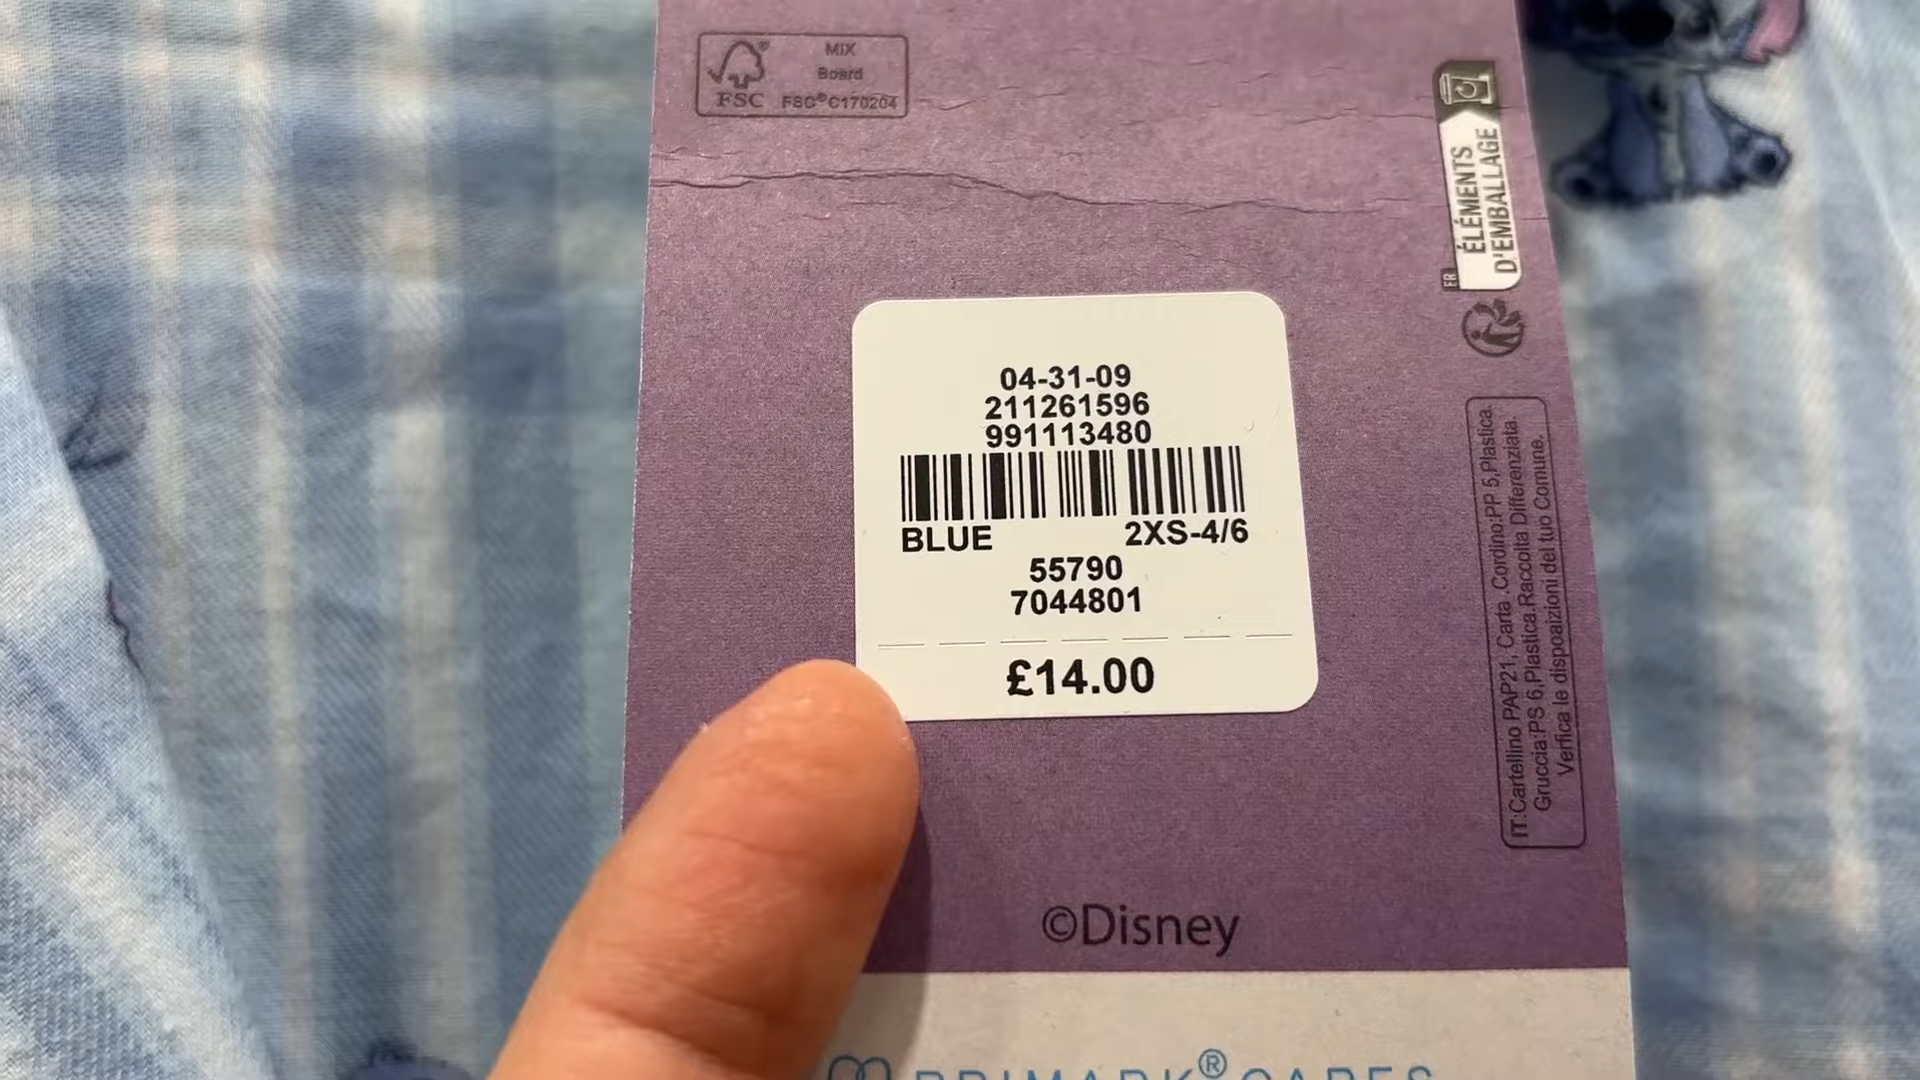 MIX
Board
FSC FSC®C170204
ÉLÉMENTS
D'EMBALLAGE
FR
04-31-09
211261596
991113480
BLUE 2XS-4/6
55790
7044801
£14.00
IT:Cartellino PAP21, Carta .Cordino:PP 5,Plastica.
Gruccia:PS 6,Plastica.Raccolta Differenziata.
Verfica le dispoaizioni del tuo Comune.
©Disney
PRIMARK® CARES